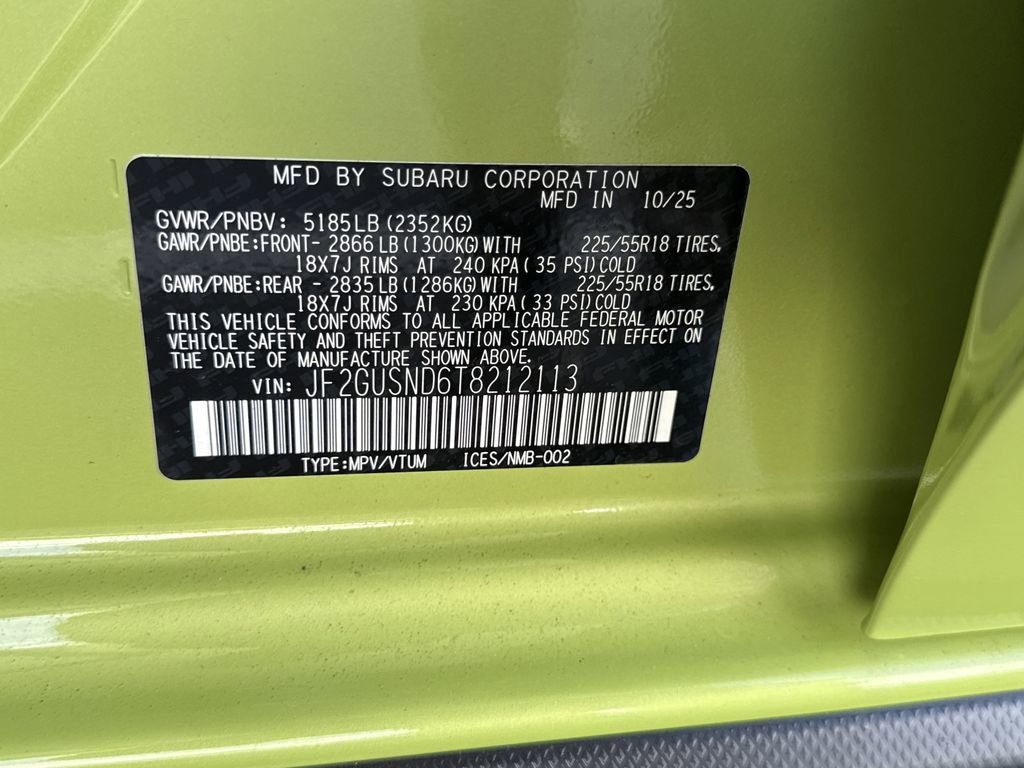 MFD BY SUBARU CORPORATION
MFD IN 10/25
GVWR/PNBV: 5185LB (2352KG)
GAWR/PNBE:FRONT- 2866 LB (1300KG) WITH 225/55R18 TIRES,
18X7J RIMS AT 240 KPA ( 35 PSI) COLD
GAWR/PNBE:REAR - 2835 LB (1286KG) WITH 225/55R18 TIRES,
18X7J RIMS AT 230 KPA ( 33 PSI) COLD
THIS VEHICLE CONFORMS TO ALL APPLICABLE FEDERAL MOTOR
VEHICLE SAFETY AND THEFT PREVENTION STANDARDS IN EFFECT ON
THE DATE OF MANUFACTURE SHOWN ABOVE.
VIN: JF2GUSND6T8212113
TYPE:MPV/VTUM ICES/NMB-002